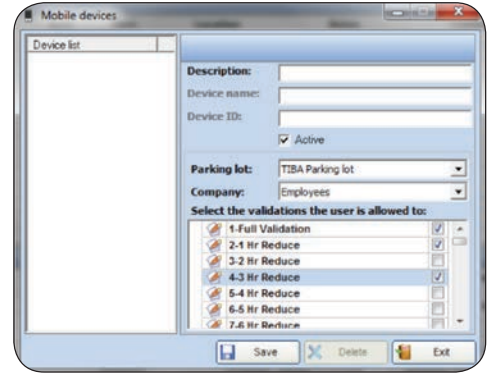 Mobile devices
Device list
Description:
Device name:
Device ID:
Active
Parking lot: TIBA Parking lot
Company: Employees
Select the validations the user is allowed to:
1-Full Validation
2-1 Hr Reduce
3-2 Hr Reduce
4-3 Hr Reduce
5-4 Hr Reduce
6-5 Hr Reduce
7-6 Hr Reduce
Save Delete Exit